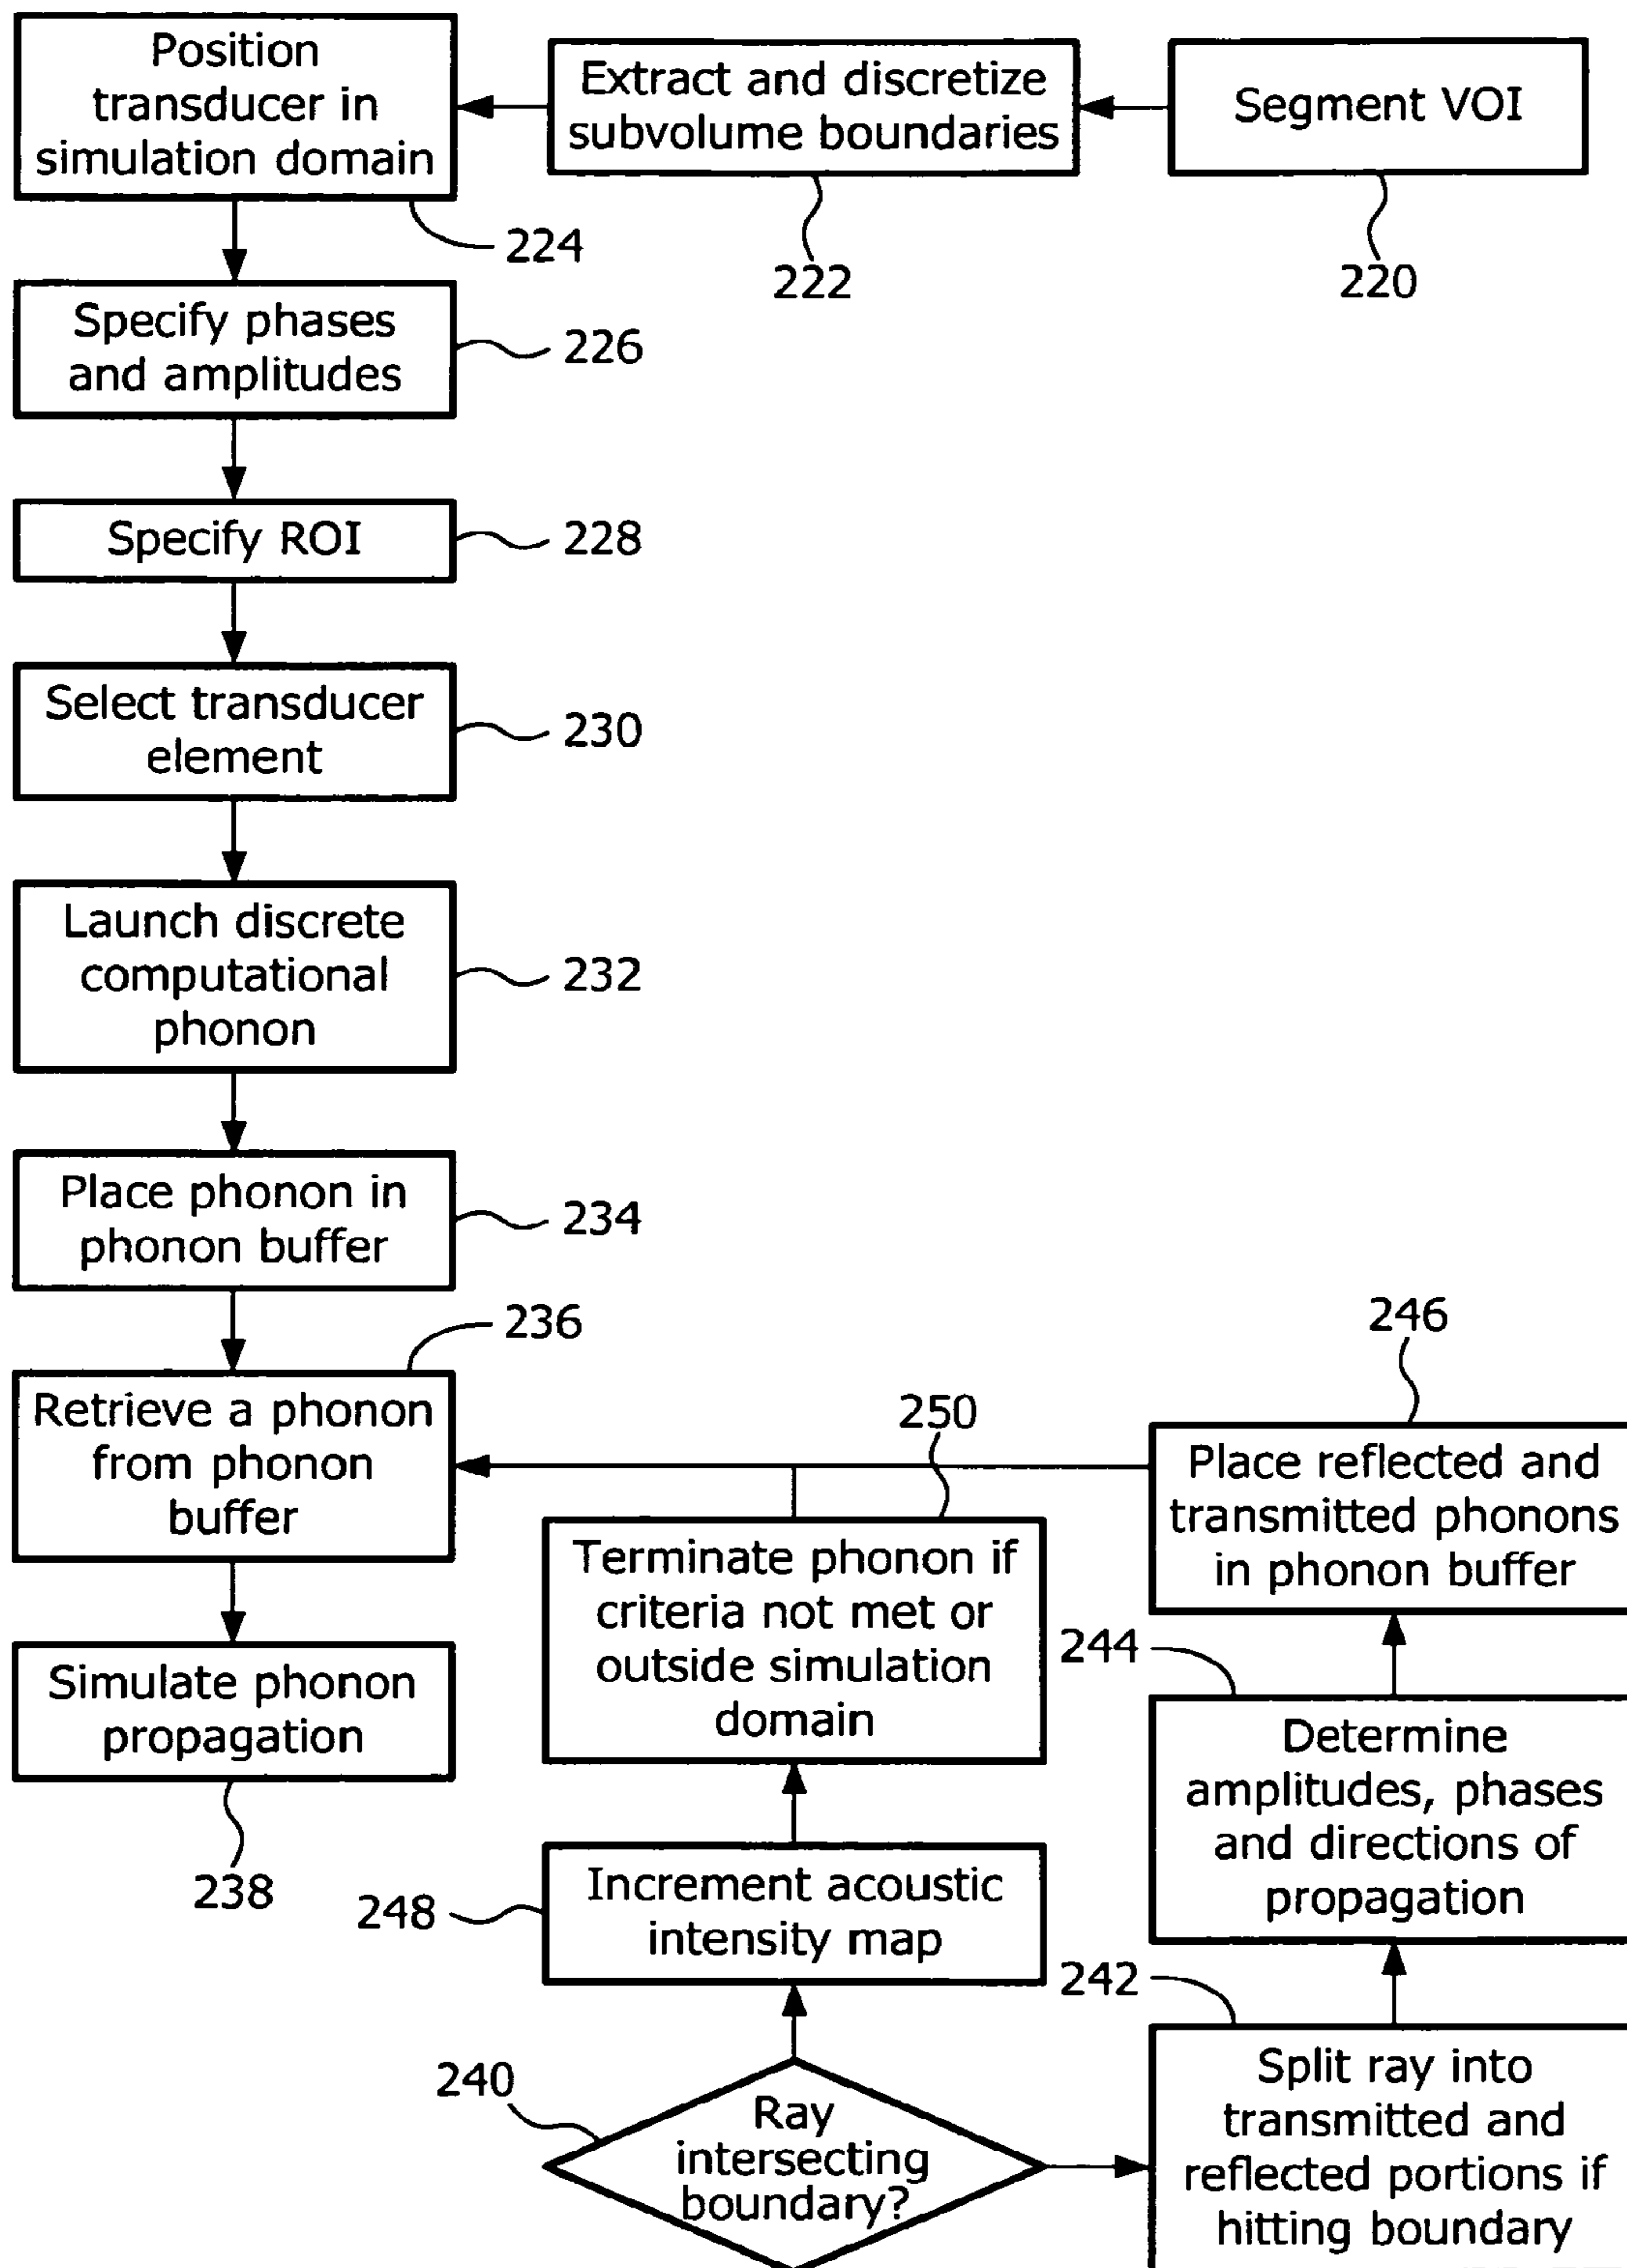 Position
transducer in
simulation domain
Extract and discretize
subvolume boundaries
Segment VOI
224
222
220
Specify phases
and amplitudes
226
Specify ROI
228
Select transducer
element
230
Launch discrete
computational
phonon
232
Place phonon in
phonon buffer
234
236
Retrieve a phonon
from phonon
buffer
Simulate phonon
propagation
238
240
Ray
intersecting
boundary?
248
Increment acoustic
intensity map
250
Terminate phonon if
criteria not met or
outside simulation
domain
242
Split ray into
transmitted and
reflected portions if
hitting boundary
244
Determine
amplitudes, phases
and directions of
propagation
246
Place reflected and
transmitted phonons
in phonon buffer